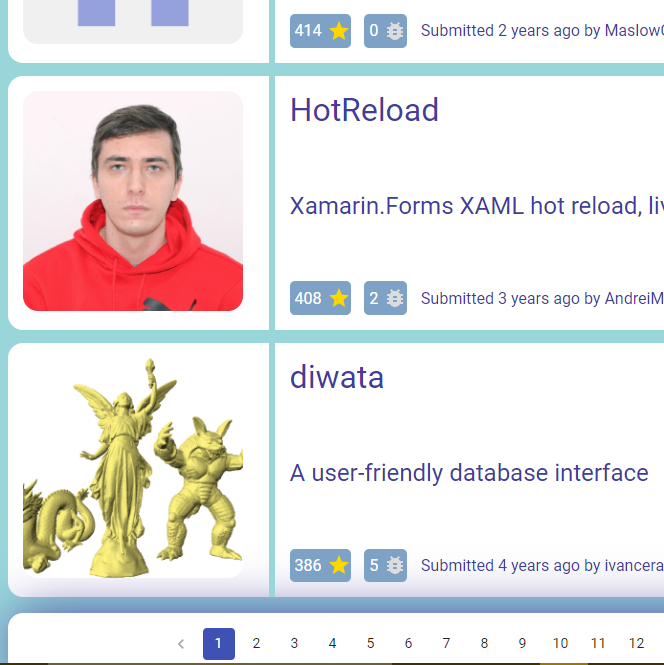 414 0 Submitted 2 years ago by Maslow
HotReload
Xamarin.Forms XAML hot reload, li
408 2 Submitted 3 years ago by AndreiM
diwata
A user-friendly database interface
386 5 Submitted 4 years ago by ivancera
1 2 3 4 5 6 7 8 9 10 11 12